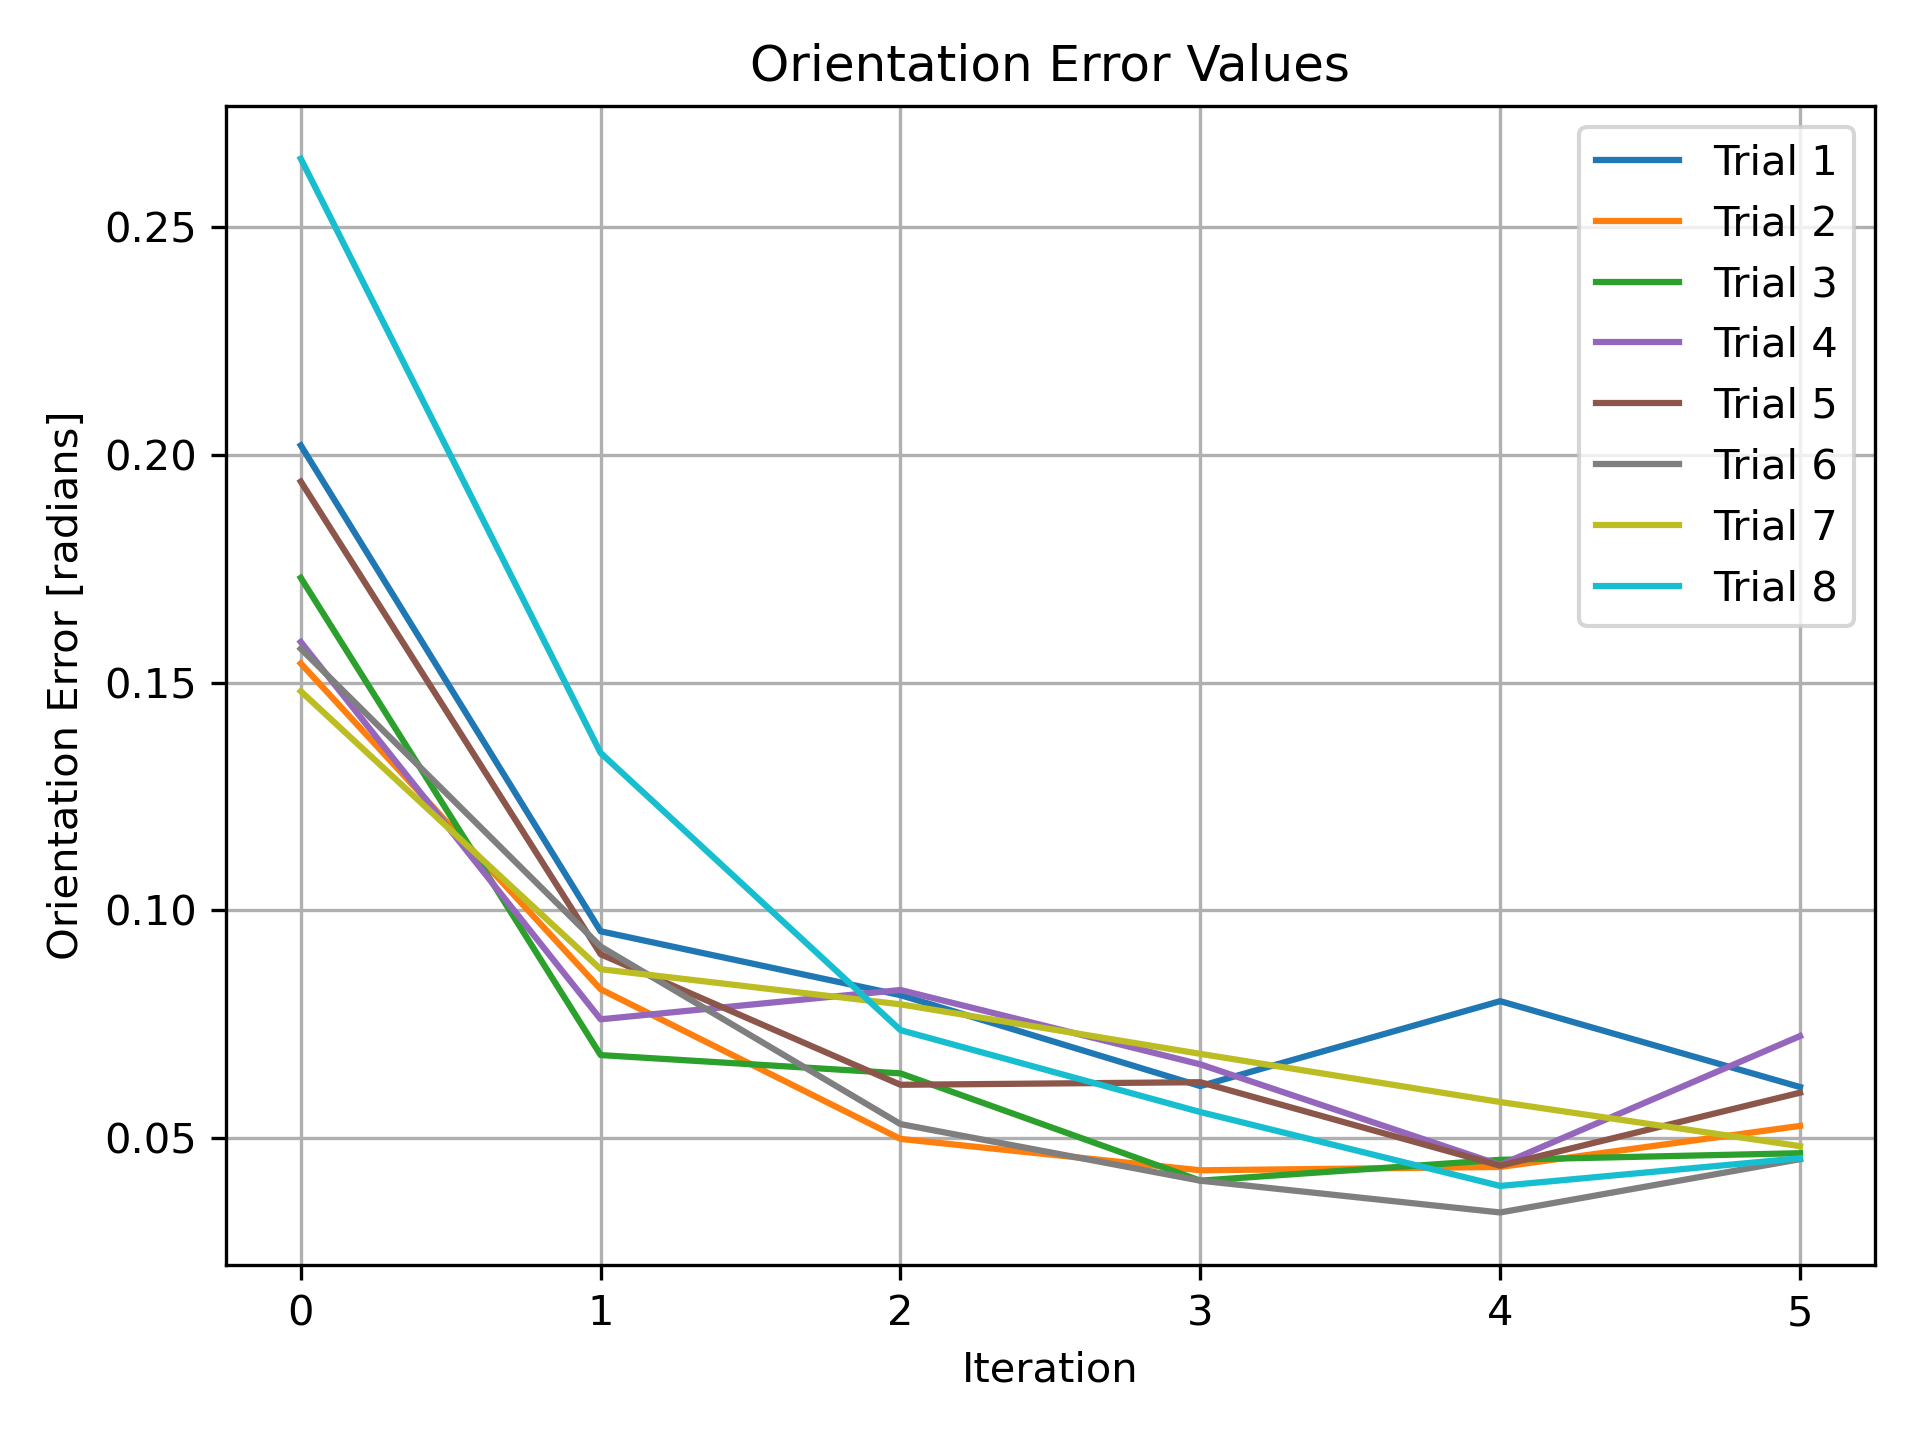 Orientation Error Values
Trial 1
Trial 2
Trial 3
Trial 4
Trial 5
Trial 6
Trial 7
Trial 8
Orientation Error [radians]
0.25
0.20
0.15
0.10
0.05
0 1 2 3 4 5
Iteration